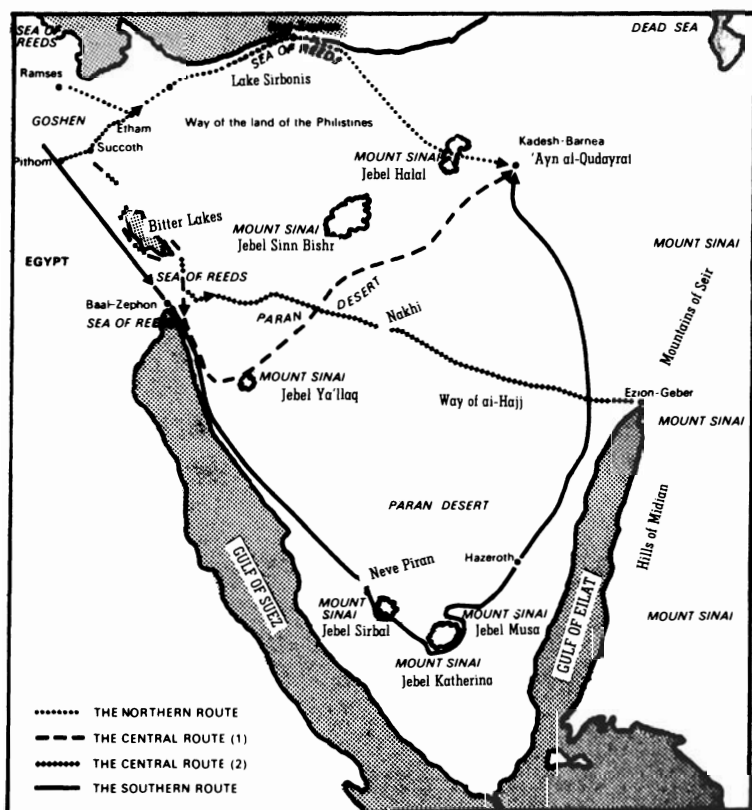 SEA OF
REEDS
DEAD SEA
Ramses
SEA OF REEDS
Lake Sirbonis
GOSHEN
Etham
Way of the land of the Philistines
Succoth
Pithom
Kadesh-Barnea
'Ayn al-Qudayrat
MOUNT SINAI
Jebel Halal
Bitter Lakes
MOUNT SINAI
Jebel Sinn Bishr
MOUNT SINAI
EGYPT
SEA OF REEDS
Baal-Zephon
SEA OF REEDS
PARAN DESERT
Nakhi
Mountains of Seir
MOUNT SINAI
Jebel Ya'llaq
Way of ai-Hajj
Ezion-Geber
MOUNT SINAI
PARAN DESERT
Hills of Midian
Neve Piran
Hazeroth
GULF OF SUEZ
GULF OF EILAT
MOUNT
SINAI
Jebel Sirbal
MOUNT SINAI
Jebel Musa
MOUNT SINAI
MOUNT SINAI
Jebel Katherina
THE NORTHERN ROUTE
THE CENTRAL ROUTE (1)
THE CENTRAL ROUTE (2)
THE SOUTHERN ROUTE